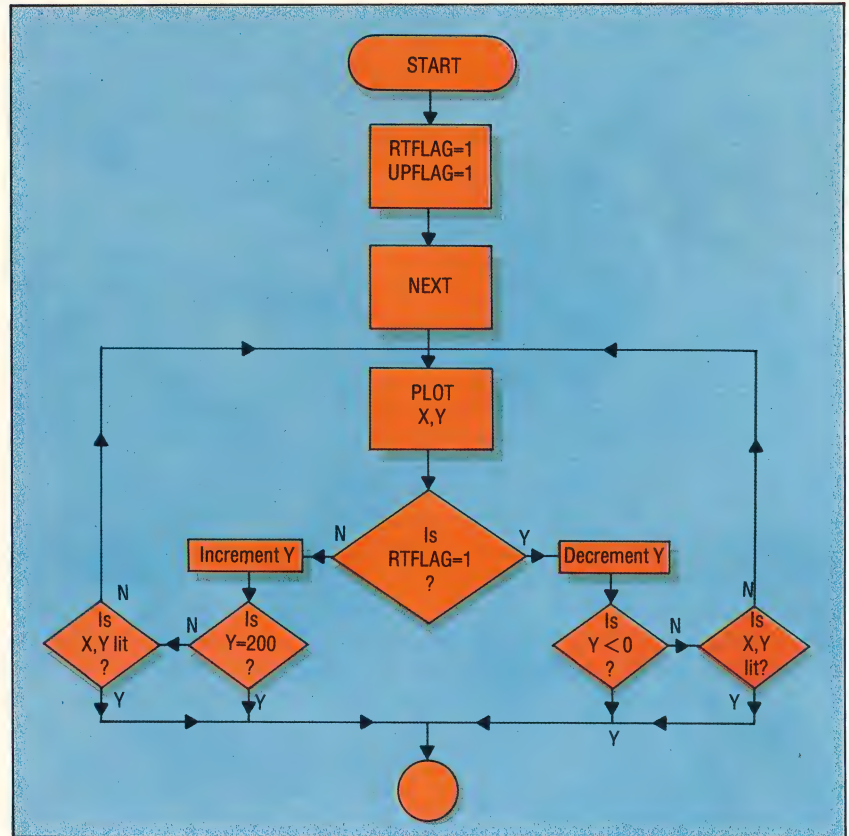 START
RTFLAG=1
UPFLAG=1
NEXT
PLOT
X,Y
Is
RTFLAG=1
?
N
Y
Increment Y
Decrement Y
N
Is
X,Y lit
?
Y
N
Is
Y=200
?
Y
Is
Y<0
?
N
Y
N
Is
X,Y
lit?
Y